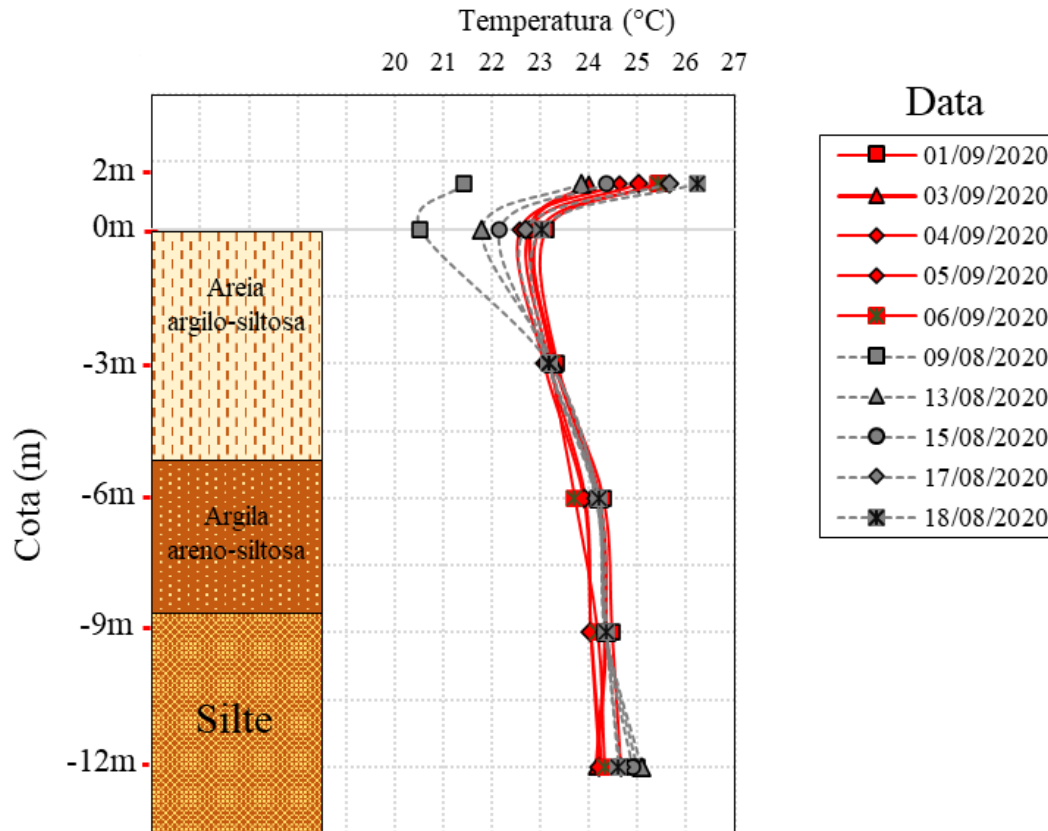 Temperatura (°C)
20 21 22 23 24 25 26 27
2m
0m
-3m
-6m
-9m
-12m
Cota (m)
Areia
argilo-siltosa
Argila
areno-siltosa
Silte
Data
01/09/2020
03/09/2020
04/09/2020
05/09/2020
06/09/2020
09/08/2020
13/08/2020
15/08/2020
17/08/2020
18/08/2020